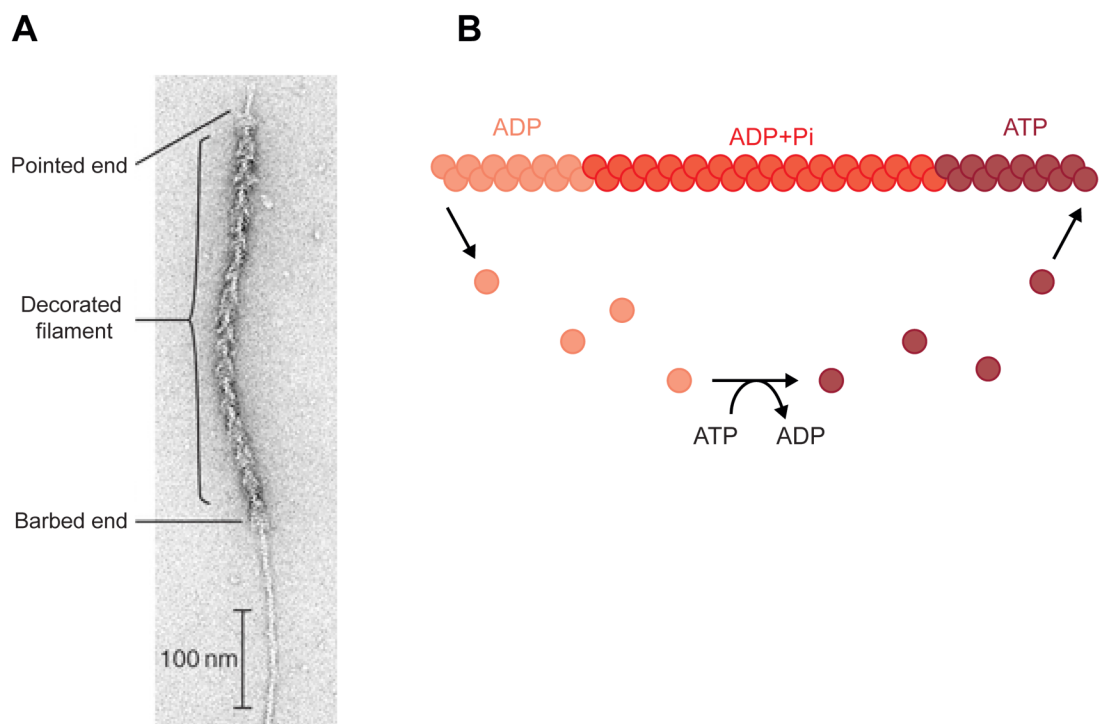 A
Pointed end
Decorated
filament
Barbed end
100 nm
B
ADP
ADP+Pi
ATP
ATP
ADP